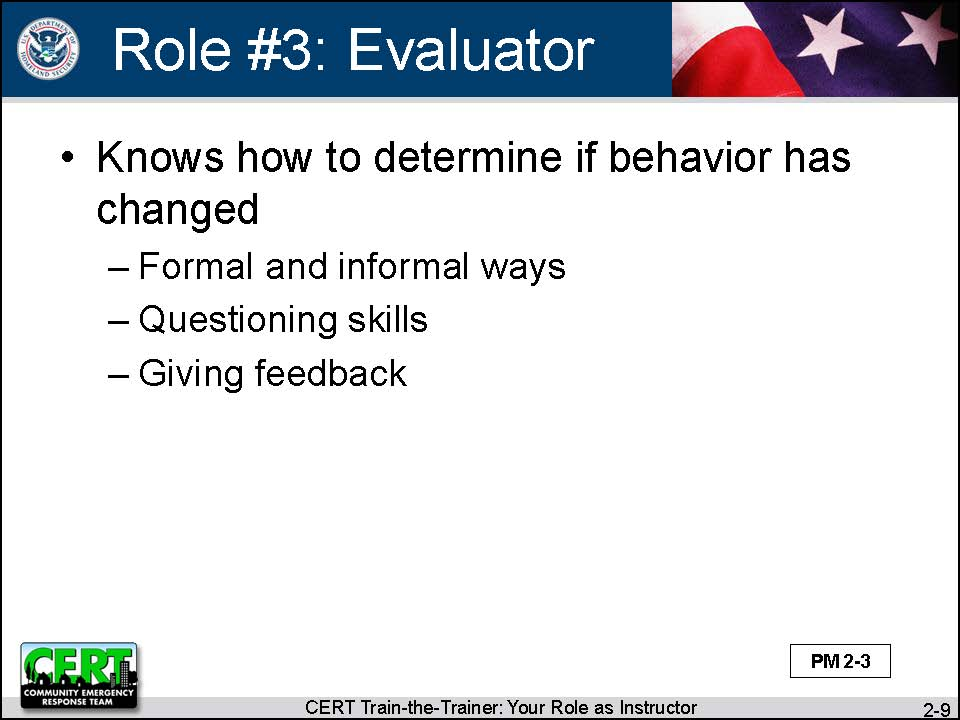 U.S. DEPARTMENT OF
HOMELAND SECURITY
Role #3: Evaluator
• Knows how to determine if behavior has
changed
– Formal and informal ways
– Questioning skills
– Giving feedback
CERT
COMMUNITY EMERGENCY
RESPONSE TEAM
PM 2-3
CERT Train-the-Trainer: Your Role as Instructor
2-9